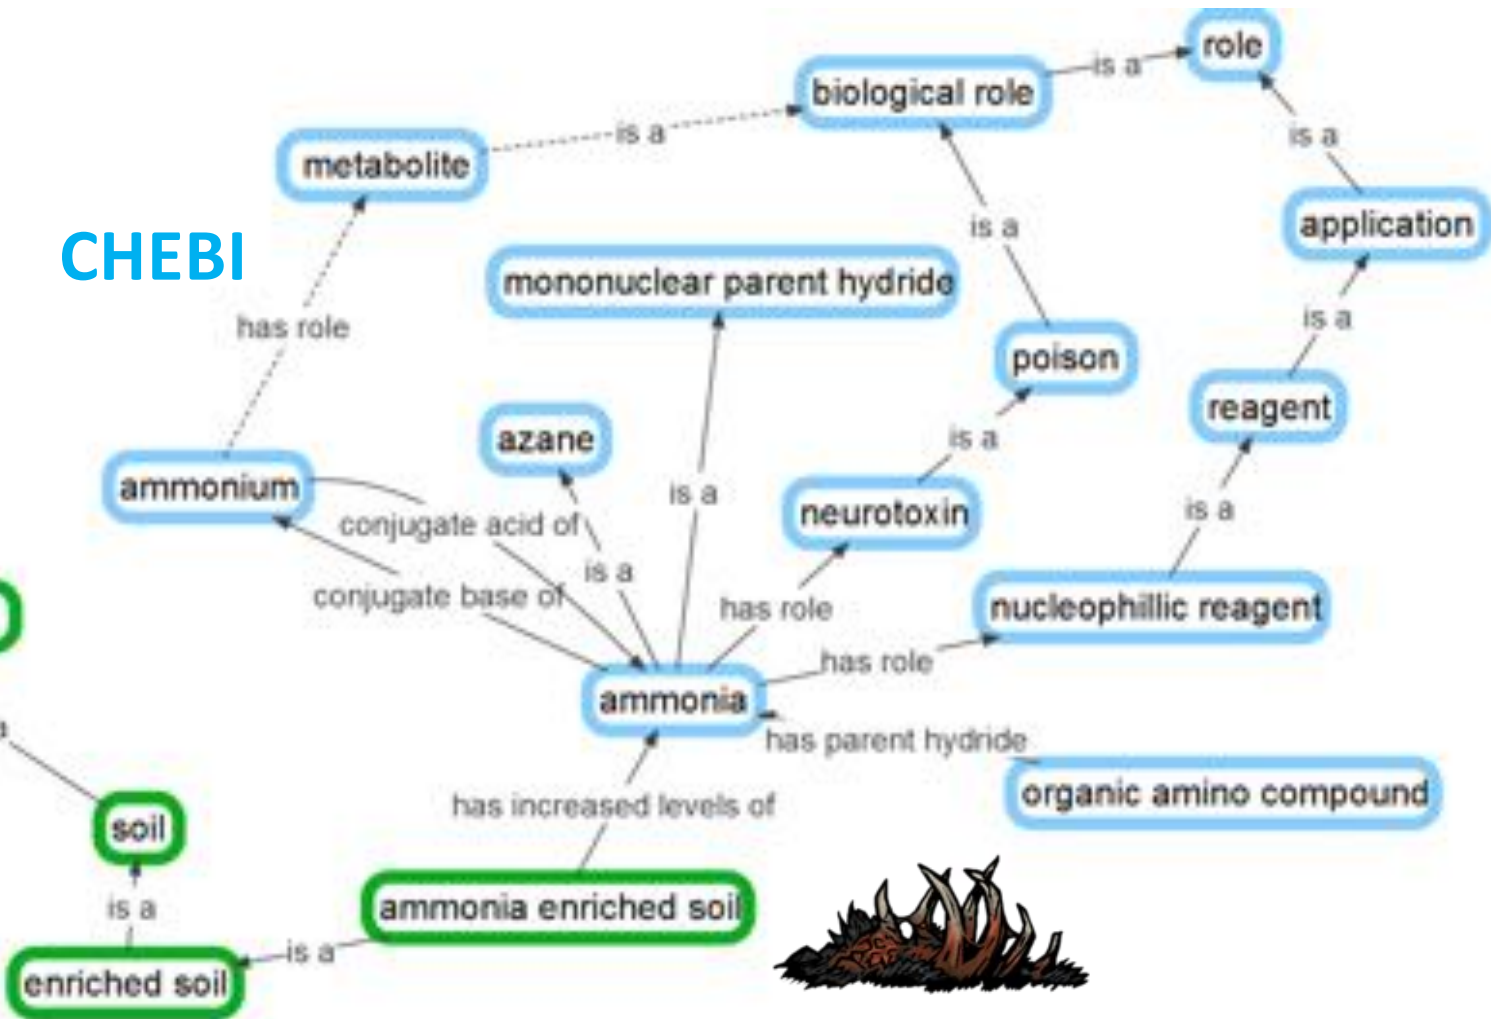 role
is a
biological role
is a
is a
metabolite
application
is a
CHEBI
mononuclear parent hydride
is a
has role
poison
reagent
azane
is a
ammonium
is a
neurotoxin
is a
conjugate acid of
is a
conjugate base of
has role
nucleophillic reagent
has role
ammonia
a
has parent hydride
organic amino compound
has increased levels of
soil
is a
ammonia enriched soil
is a
enriched soil